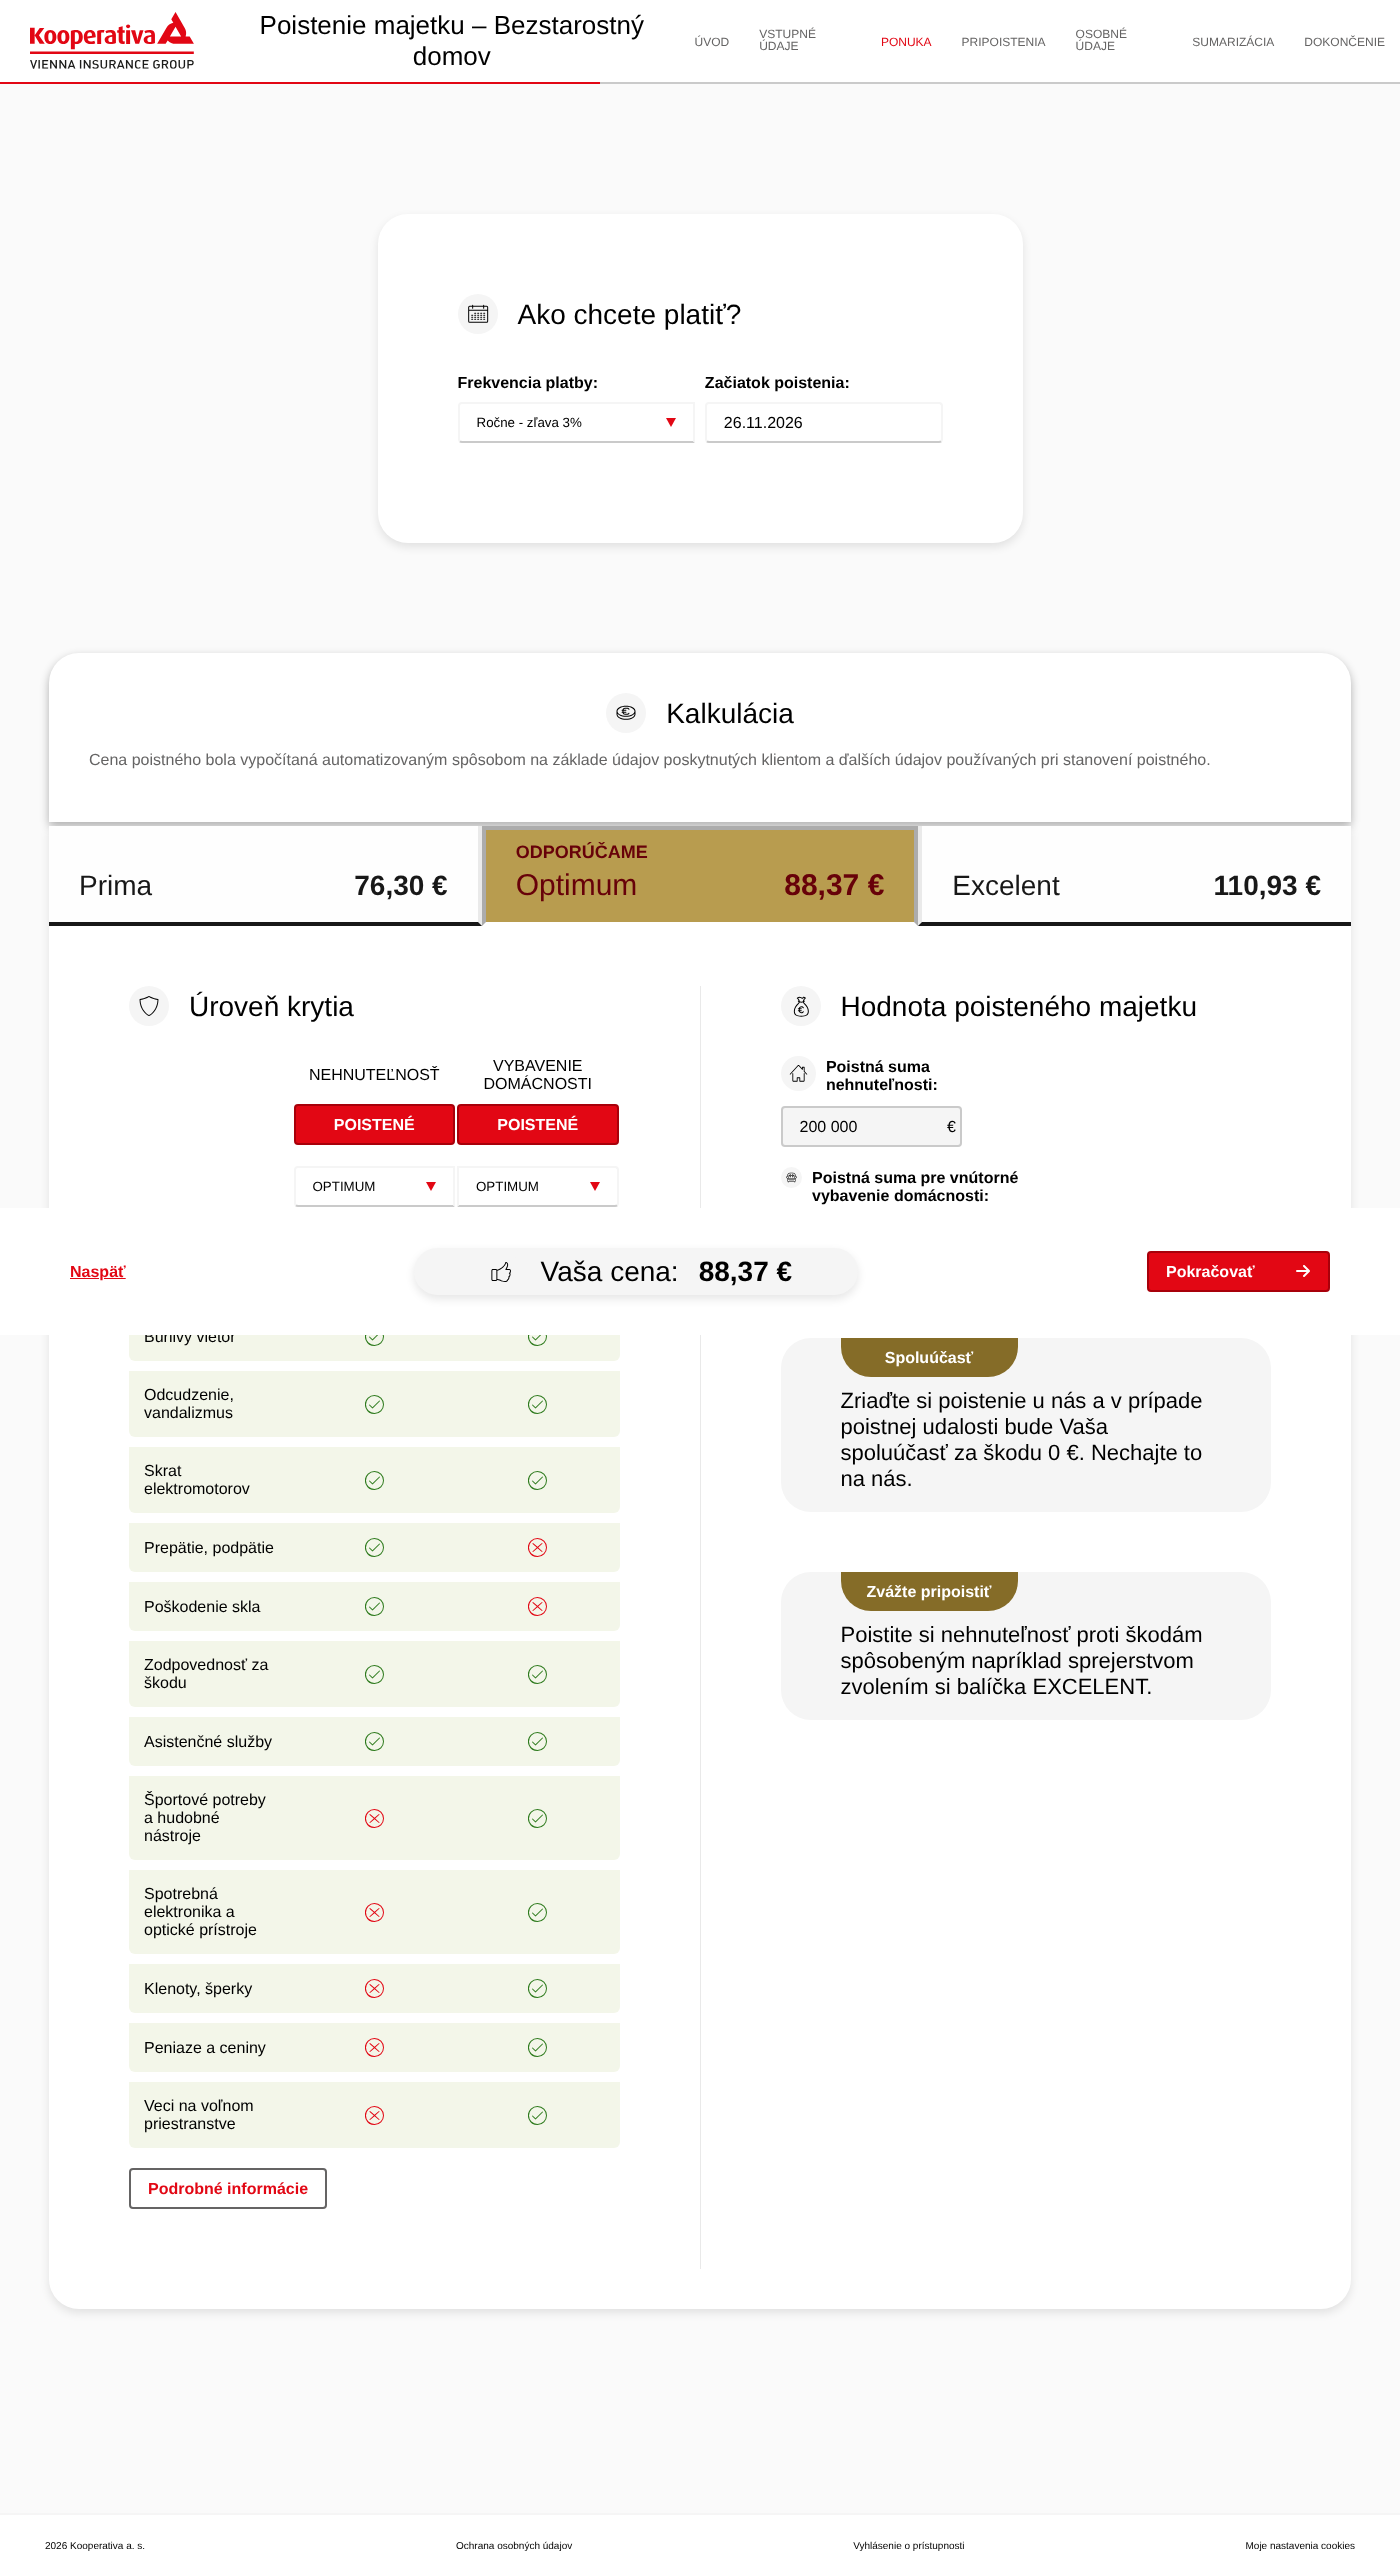 Kooperativa
VIENNA INSURANCE GROUP
Poistenie majetku – Bezstarostný
domov
ÚVOD
VSTUPNÉ
ÚDAJE
PONUKA
PRIPOISTENIA
OSOBNÉ
ÚDAJE
SUMARIZÁCIA
DOKONČENIE
Ako chcete platiť?
Frekvencia platby:
Začiatok poistenia:
Ročne - zľava 3%
26.11.2026
Kalkulácia
Cena poistného bola vypočítaná automatizovaným spôsobom na základe údajov poskytnutých klientom a ďalších údajov používaných pri stanovení poistného.
Prima 76,30 €
ODPORÚČAME
Optimum 88,37 €
Excelent 110,93 €
Úroveň krytia
NEHNUTEĽNOSŤ
VYBAVENIE
DOMÁCNOSTI
POISTENÉ
POISTENÉ
OPTIMUM
OPTIMUM
Hodnota poisteného majetku
Poistná suma
nehnuteľnosti:
200 000 €
Poistná suma pre vnútorné
vybavenie domácnosti:
Naspäť
Vaša cena: 88,37 €
Pokračovať
Búrlivý vietor
Odcudzenie,
vandalizmus
Skrat
elektromotorov
Prepätie, podpätie
Poškodenie skla
Zodpovednosť za
škodu
Asistenčné služby
Športové potreby
a hudobné
nástroje
Spotrebná
elektronika a
optické prístroje
Klenoty, šperky
Peniaze a ceniny
Veci na voľnom
priestranstve
Podrobné informácie
Spoluúčasť
Zriaďte si poistenie u nás a v prípade
poistnej udalosti bude Vaša
spoluúčasť za škodu 0 €. Nechajte to
na nás.
Zvážte pripoistiť
Poistite si nehnuteľnosť proti škodám
spôsobeným napríklad sprejerstvom
zvolením si balíčka EXCELENT.
2026 Kooperativa a. s.
Ochrana osobných údajov
Vyhlásenie o prístupnosti
Moje nastavenia cookies